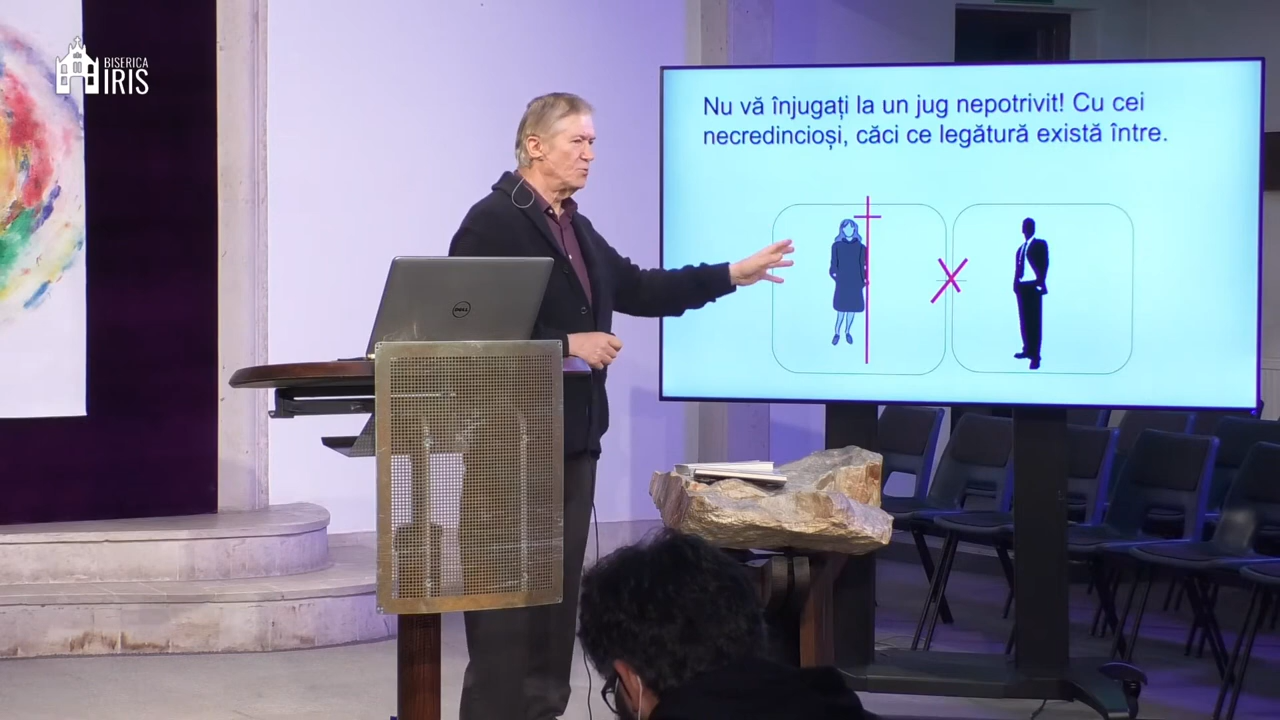 BISERICA
IRIS
Nu vă înjugați la un jug nepotrivit! Cu cei
necredincioși, căci ce legătură există între.
DELL